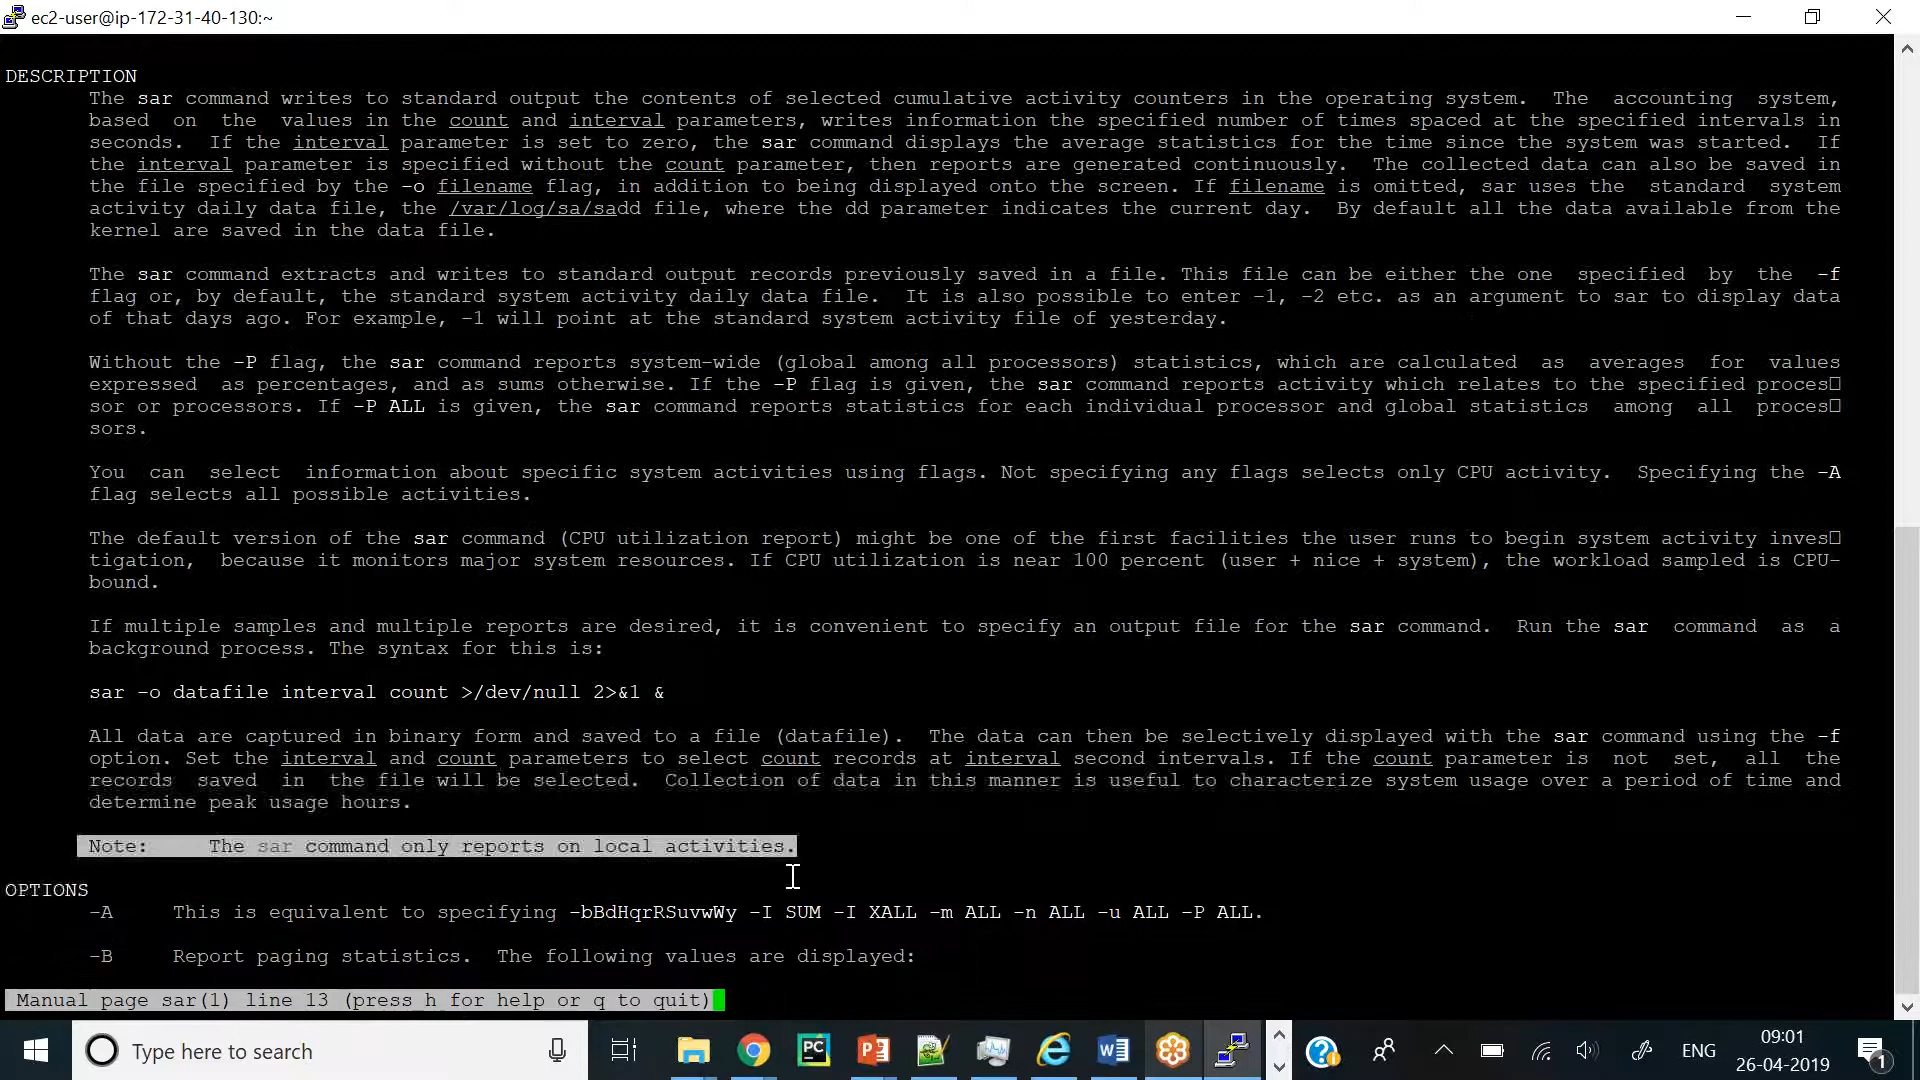 ec2-user@ip-172-31-40-130:~
DESCRIPTION
The sar command writes to standard output the contents of selected cumulative activity counters in the operating system.  The  accounting  system,
based  on  the  values in the count and interval parameters, writes information the specified number of times spaced at the specified intervals in
seconds.  If the interval parameter is set to zero, the sar command displays the average statistics for the time since the system was started.  If
the interval parameter is specified without the count parameter, then reports are generated continuously.  The collected data can also be saved in
the file specified by the -o filename flag, in addition to being displayed onto the screen. If filename is omitted, sar uses the  standard  system
activity daily data file, the /var/log/sa/sadd file, where the dd parameter indicates the current day.  By default all the data available from the
kernel are saved in the data file.
The sar command extracts and writes to standard output records previously saved in a file. This file can be either the one  specified  by  the  -f
flag or, by default, the standard system activity daily data file.  It is also possible to enter -1, -2 etc. as an argument to sar to display data
of that days ago. For example, -1 will point at the standard system activity file of yesterday.
Without the -P flag, the sar command reports system-wide (global among all processors) statistics, which are calculated  as  averages  for  values
expressed  as percentages, and as sums otherwise. If the -P flag is given, the sar command reports activity which relates to the specified proces□
sor or processors. If -P ALL is given, the sar command reports statistics for each individual processor and global statistics  among  all  proces□
sors.
You  can  select  information about specific system activities using flags. Not specifying any flags selects only CPU activity.  Specifying the -A
flag selects all possible activities.
The default version of the sar command (CPU utilization report) might be one of the first facilities the user runs to begin system activity inves□
tigation,  because it monitors major system resources. If CPU utilization is near 100 percent (user + nice + system), the workload sampled is CPU-
bound.
If multiple samples and multiple reports are desired, it is convenient to specify an output file for the sar command.  Run the sar  command  as  a
background process. The syntax for this is:
sar -o datafile interval count >/dev/null 2>&1 &
All data are captured in binary form and saved to a file (datafile).  The data can then be selectively displayed with the sar command using the -f
option. Set the interval and count parameters to select count records at interval second intervals. If the count parameter is  not  set,  all  the
records  saved  in  the file will be selected.  Collection of data in this manner is useful to characterize system usage over a period of time and
determine peak usage hours.
Note:     The sar command only reports on local activities.
OPTIONS
-A     This is equivalent to specifying -bBdHqrRSuvwWy -I SUM -I XALL -m ALL -n ALL -u ALL -P ALL.
-B     Report paging statistics.  The following values are displayed:
Manual page sar(1) line 13 (press h for help or q to quit)
Type here to search
ENG
09:01
26-04-2019
1